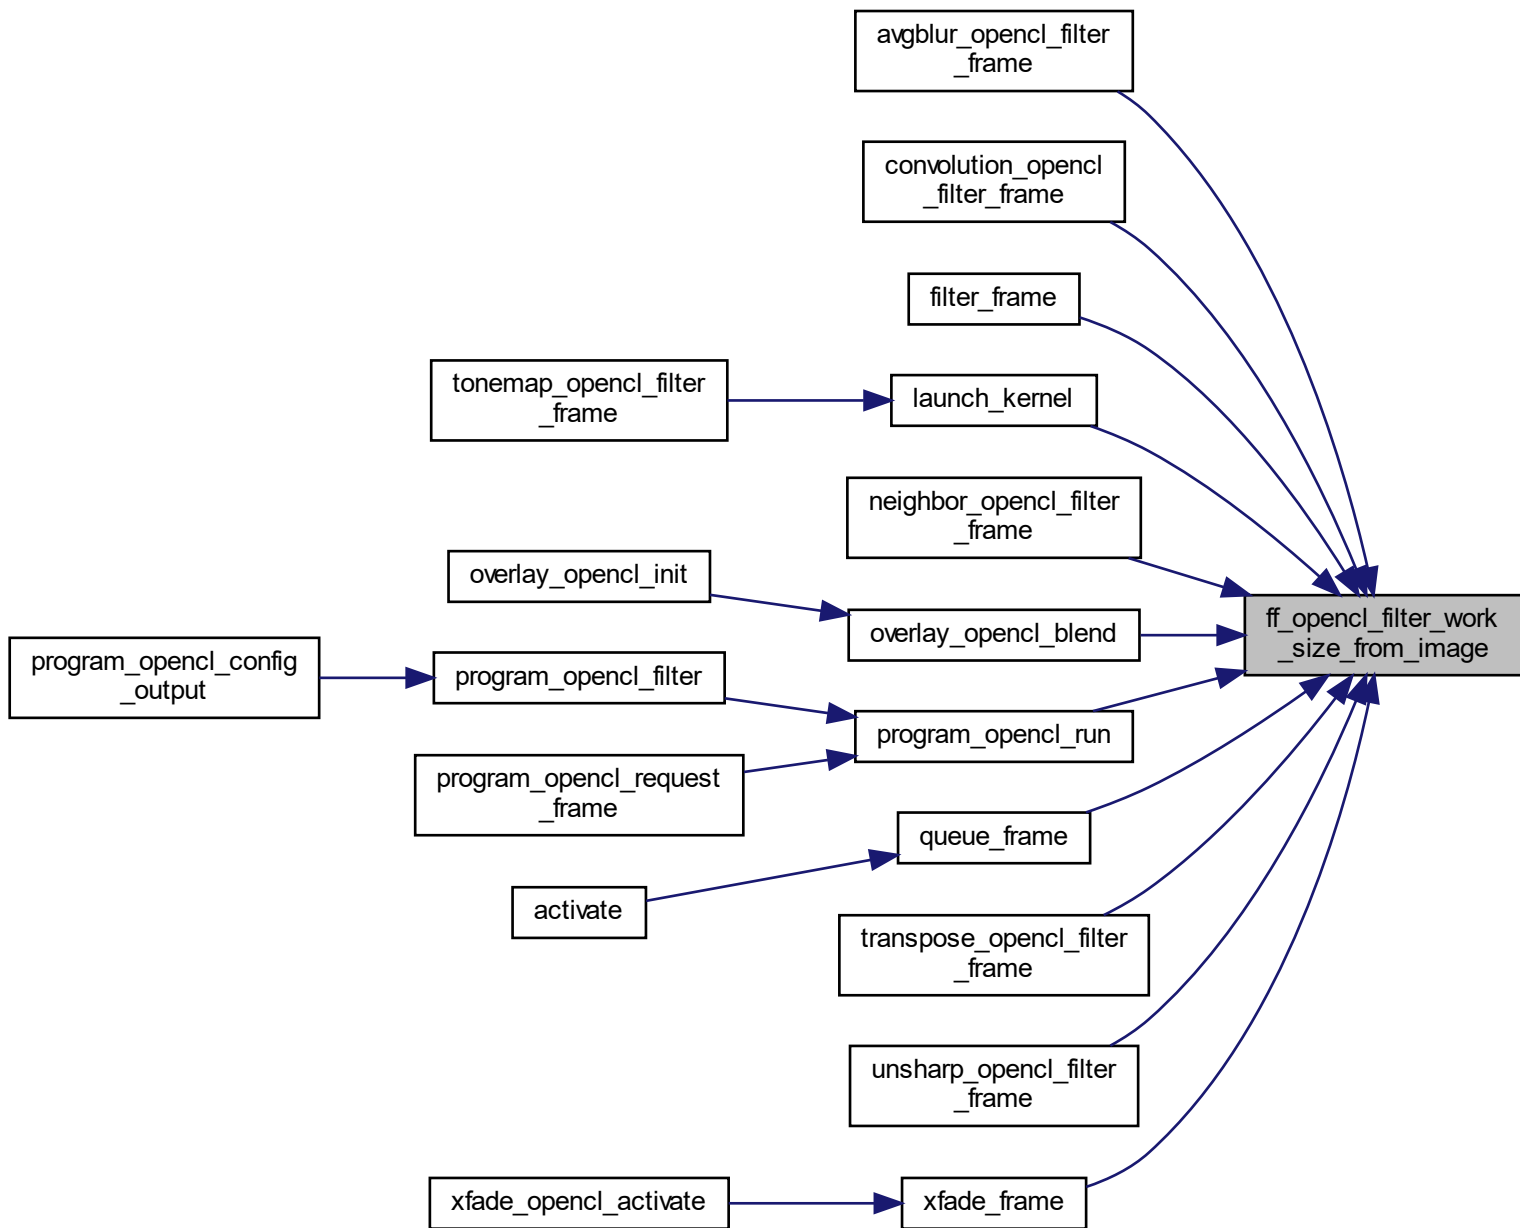 avgblur_opencl_filter
_frame
convolution_opencl
_filter_frame
filter_frame
tonemap_opencl_filter
_frame
launch_kernel
neighbor_opencl_filter
_frame
overlay_opencl_init
overlay_opencl_blend
ff_opencl_filter_work
_size_from_image
program_opencl_config
_output
program_opencl_filter
program_opencl_run
program_opencl_request
_frame
queue_frame
activate
transpose_opencl_filter
_frame
unsharp_opencl_filter
_frame
xfade_opencl_activate
xfade_frame